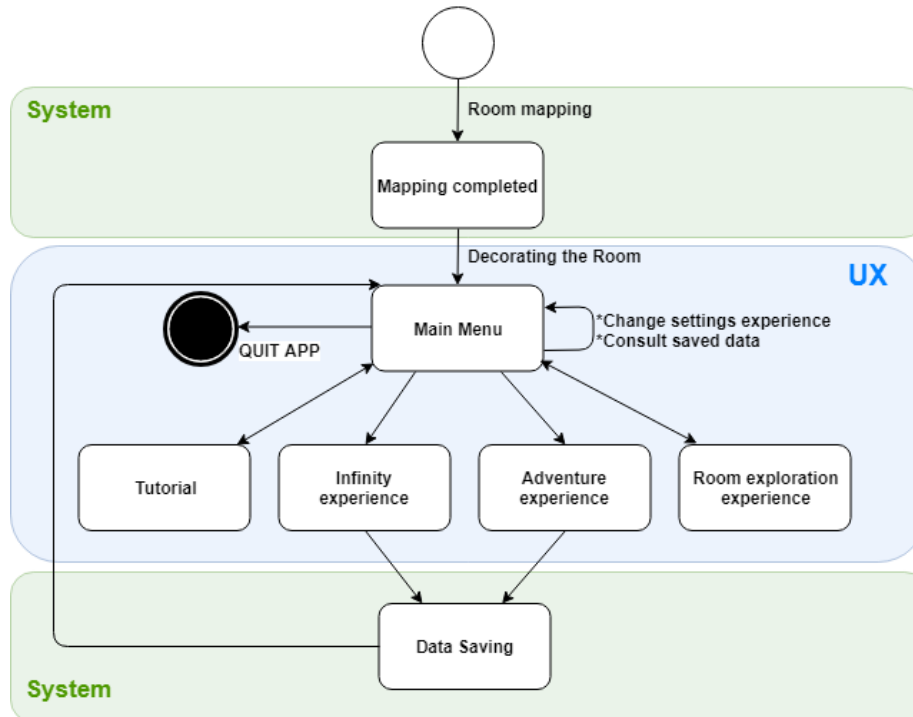 Room mapping
System
Mapping completed
Decorating the Room
UX
Main Menu
*Change settings experience
*Consult saved data
QUIT APP
Tutorial
Infinity
experience
Adventure
experience
Room exploration
experience
Data Saving
System